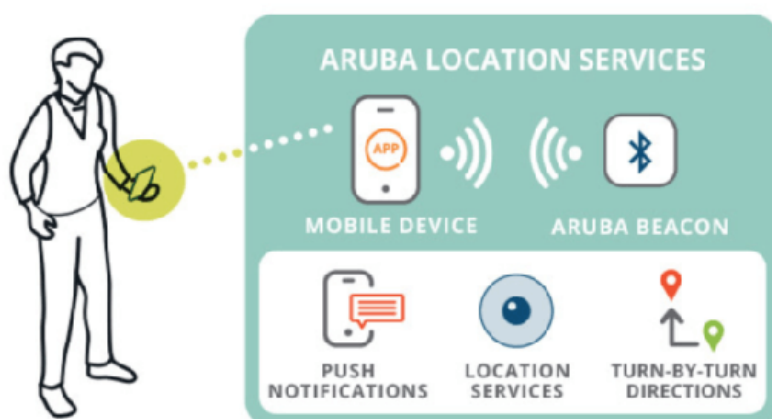 ARUBA LOCATION SERVICES
APP
MOBILE DEVICE
ARUBA BEACON
PUSH
NOTIFICATIONS
LOCATION
SERVICES
TURN-BY-TURN
DIRECTIONS